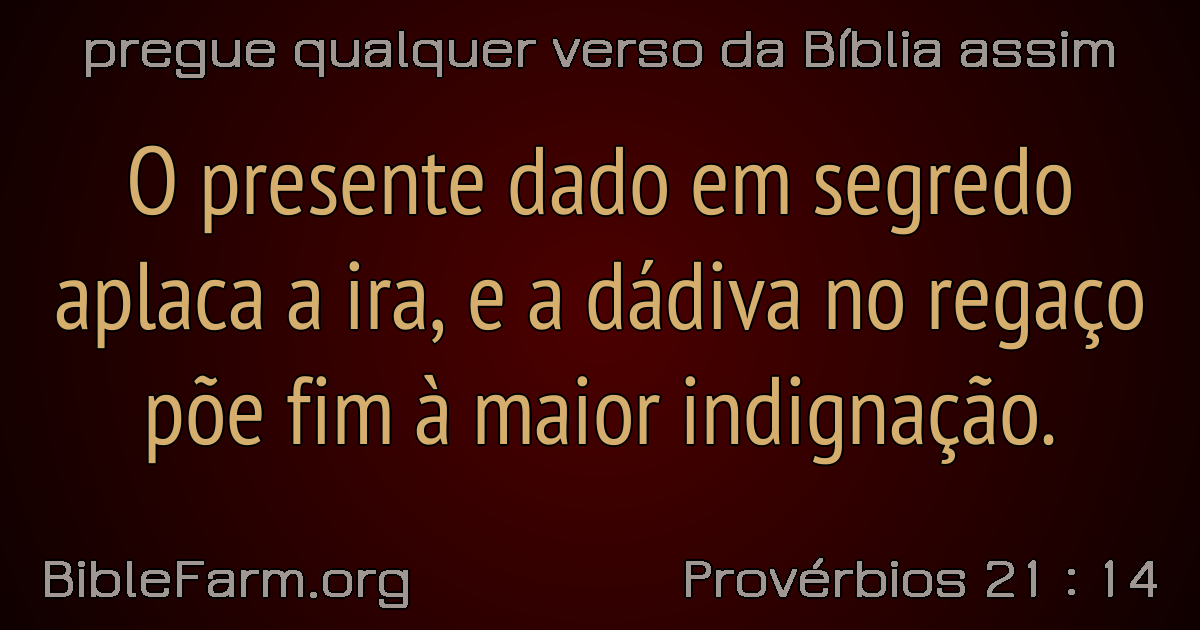 pregue qualquer verso da Bíblia assim
O presente dado em segredo
aplaca a ira, e a dádiva no regaço
põe fim à maior indignação.
BibleFarm.org
Provérbios 21 : 14